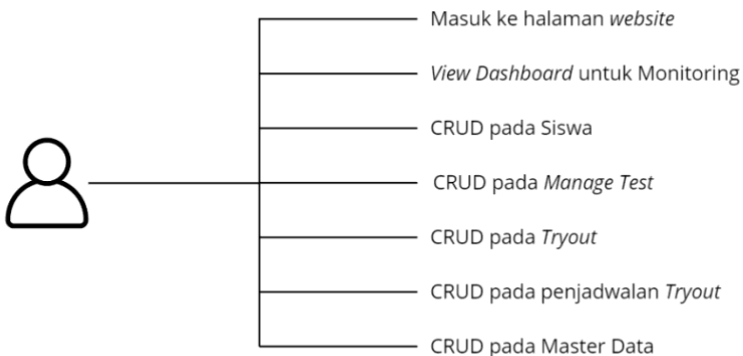 Masuk ke halaman website
View Dashboard untuk Monitoring
CRUD pada Siswa
CRUD pada Manage Test
CRUD pada Tryout
CRUD pada penjadwalan Tryout
CRUD pada Master Data